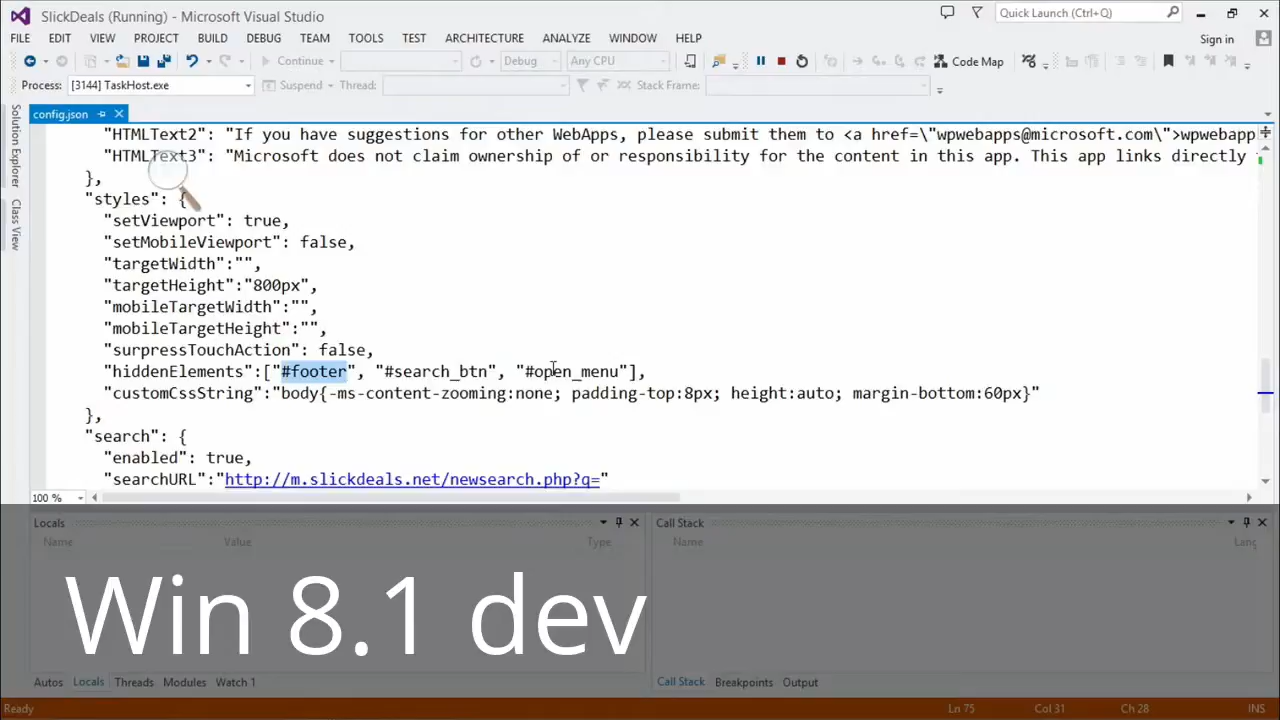 SlickDeals (Running) - Microsoft Visual Studio
Quick Launch (Ctrl+Q)
FILE EDIT VIEW PROJECT BUILD DEBUG TEAM TOOLS TEST ARCHITECTURE ANALYZE WINDOW HELP
Sign in
Continue Debug Any CPU Code Map
Process: [3144] TaskHost.exe Suspend Thread: Stack Frame:
config.json
Solution Explorer
Class View
"HTMLText2": "If you have suggestions for other WebApps, please submit them to <a href=\"wpwebapps@microsoft.com\">wpwebapp
"HTMLText3": "Microsoft does not claim ownership of or responsibility for the content in this app. This app links directly
},
"styles": {
"setViewport": true,
"setMobileViewport": false,
"targetWidth":"",
"targetHeight":"800px",
"mobileTargetWidth":"",
"mobileTargetHeight":"",
"surpressTouchAction": false,
"hiddenElements":["#footer", "#search_btn", "#open_menu"],
"customCssString":"body{-ms-content-zooming:none; padding-top:8px; height:auto; margin-bottom:60px}"
},
"search": {
"enabled": true,
"searchURL":"http://m.slickdeals.net/newsearch.php?q="
100 %
Locals
Name Value Type
Call Stack
Name Lang
Win 8.1 dev
Autos Locals Threads Modules Watch 1
Call Stack Breakpoints Output
Ready Ln 75 Col 31 Ch 28 INS